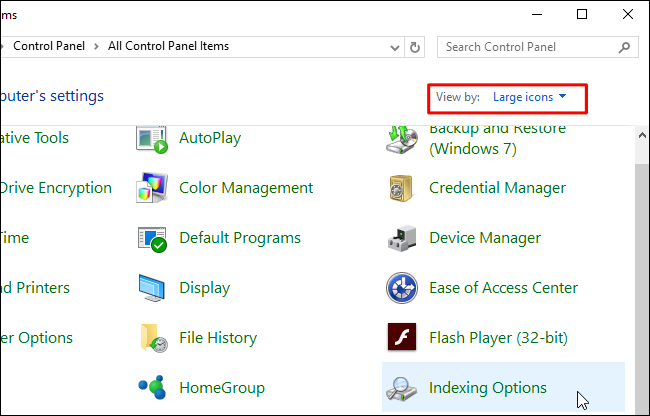 ms
Control Panel > All Control Panel Items
Search Control Panel
puter's settings
View by: Large icons
ative Tools
AutoPlay
Backup and Restore
(Windows 7)
Drive Encryption
Color Management
Credential Manager
Time
Default Programs
Device Manager
d Printers
Display
Ease of Access Center
er Options
File History
Flash Player (32-bit)
HomeGroup
Indexing Options